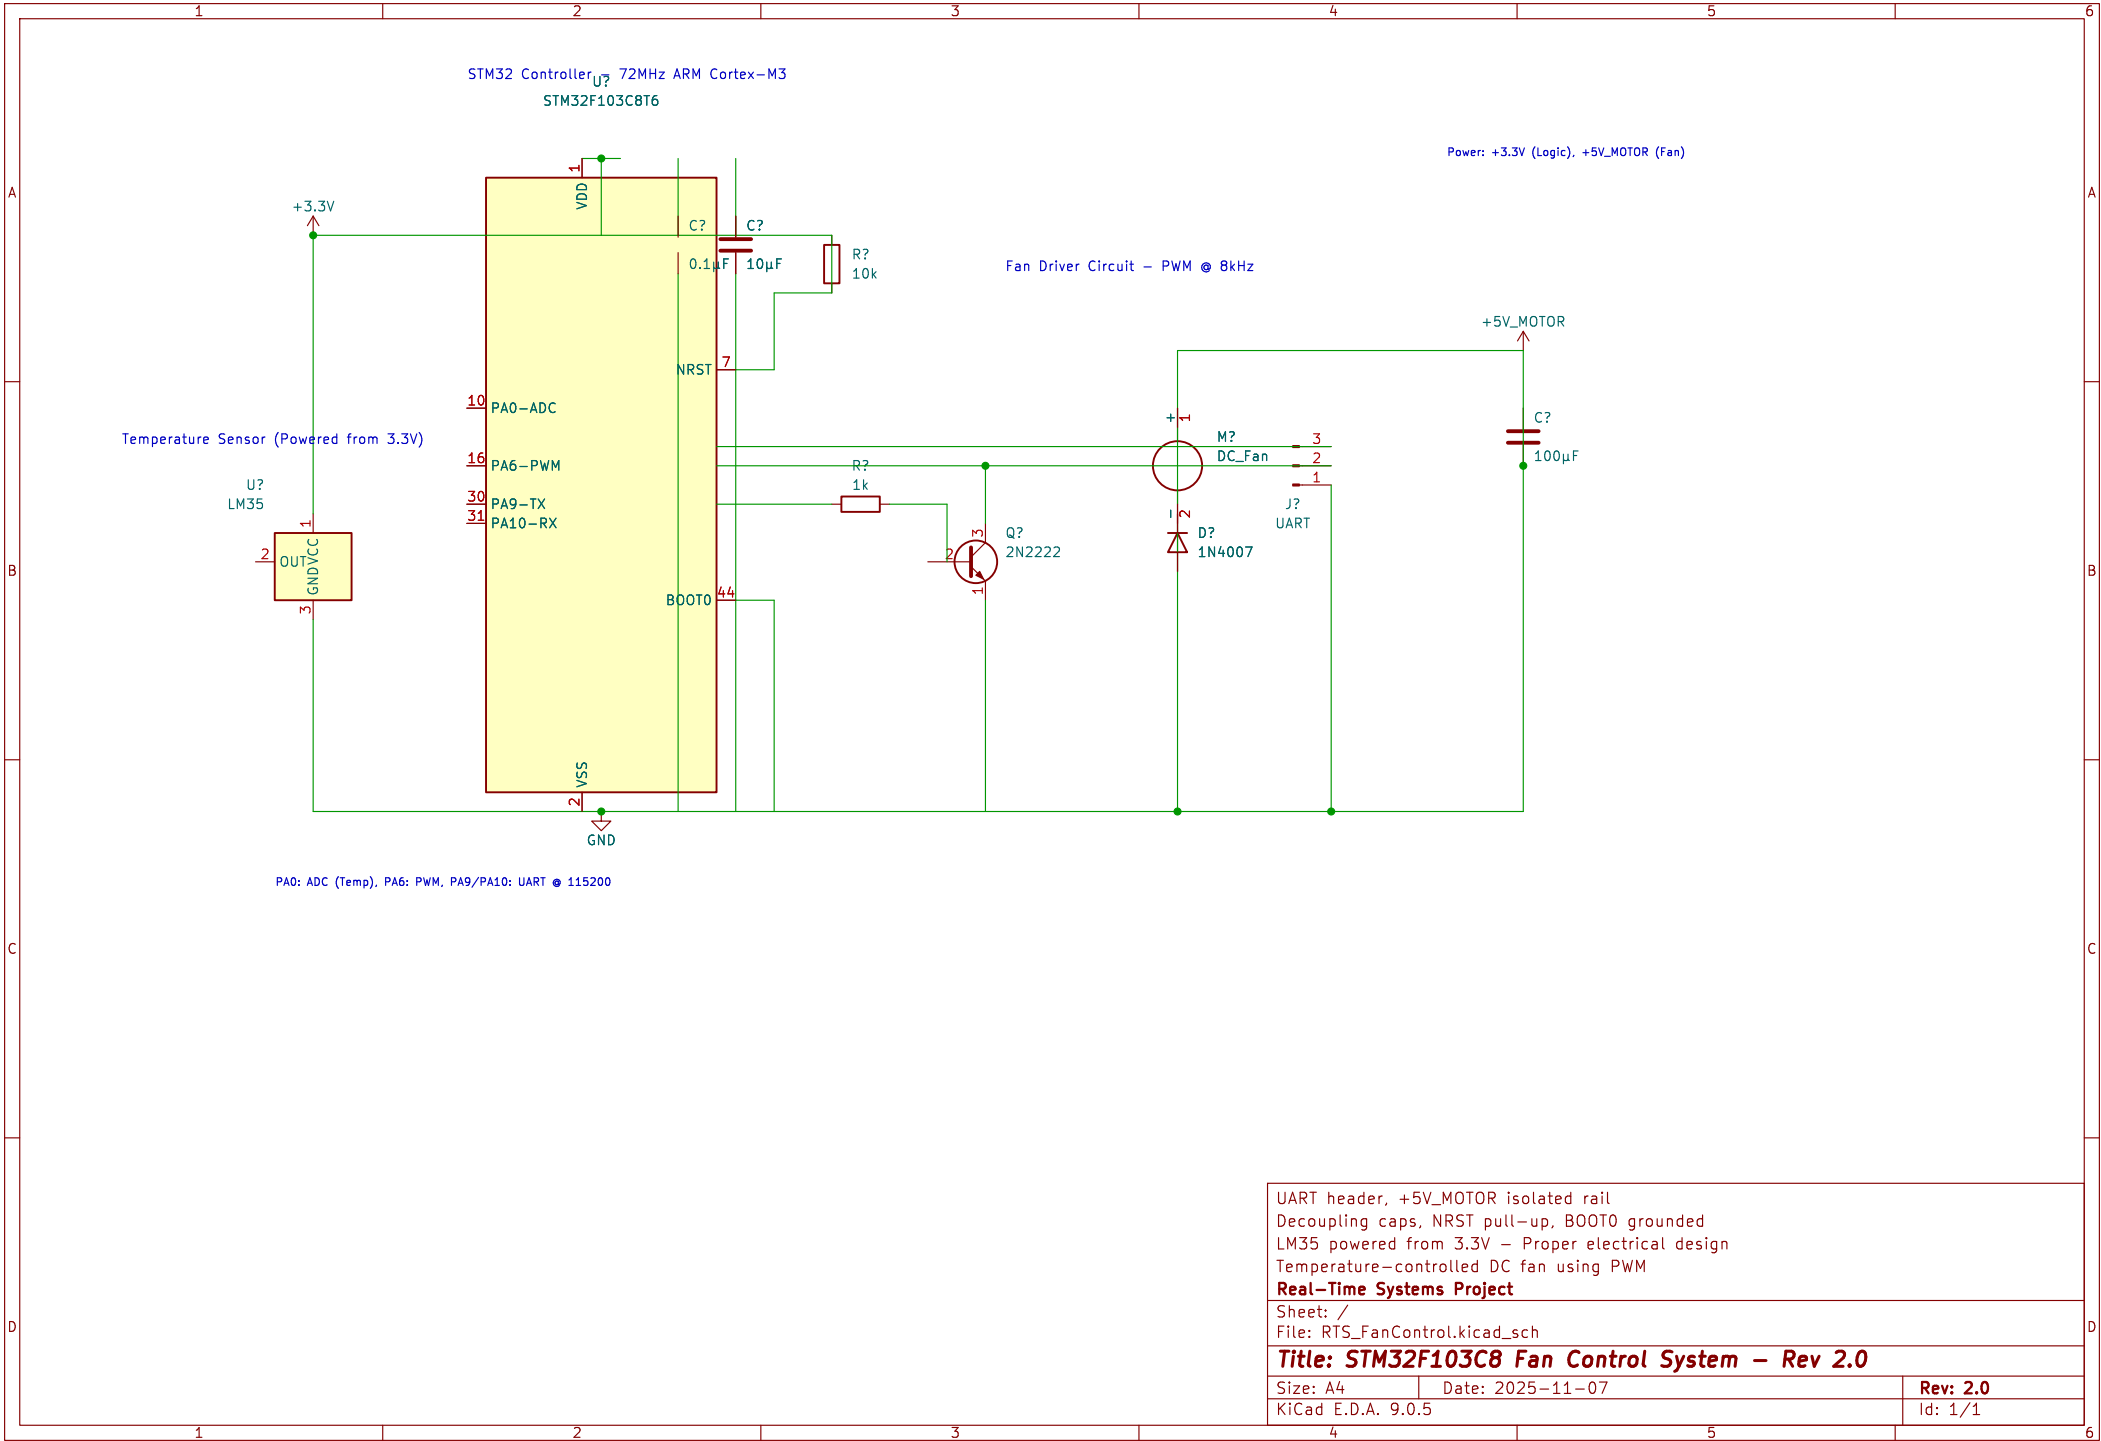 1 2 3 4 5 6
STM32 Controller - 72MHz ARM Cortex-M3
U?
STM32F103C8T6
Power: +3.3V (Logic), +5V_MOTOR (Fan)
1
VDD
A
A
+3.3V
C?
0.1µF
C?
10µF
R?
10k
Fan Driver Circuit - PWM @ 8kHz
+5V_MOTOR
NRST
7
10
PA0-ADC
Temperature Sensor (Powered from 3.3V)
16
PA6-PWM
30
PA9-TX
31
PA10-RX
R?
1k
+
1
M?
DC_Fan
-
2
3
2
1
J?
UART
C?
100µF
U?
LM35
1
2
OUT
VCC
GND
3
Q?
2N2222
3
2
1
D?
1N4007
B
B
BOOT0
44
VSS
2
GND
PA0: ADC (Temp), PA6: PWM, PA9/PA10: UART @ 115200
C
C
UART header, +5V_MOTOR isolated rail
Decoupling caps, NRST pull-up, BOOT0 grounded
LM35 powered from 3.3V - Proper electrical design
Temperature-controlled DC fan using PWM
Real-Time Systems Project
Sheet: /
File: RTS_FanControl.kicad_sch
D
D
Title: STM32F103C8 Fan Control System - Rev 2.0
Size: A4
Date: 2025-11-07
Rev: 2.0
KiCad E.D.A. 9.0.5
Id: 1/1
1 2 3 4 5 6